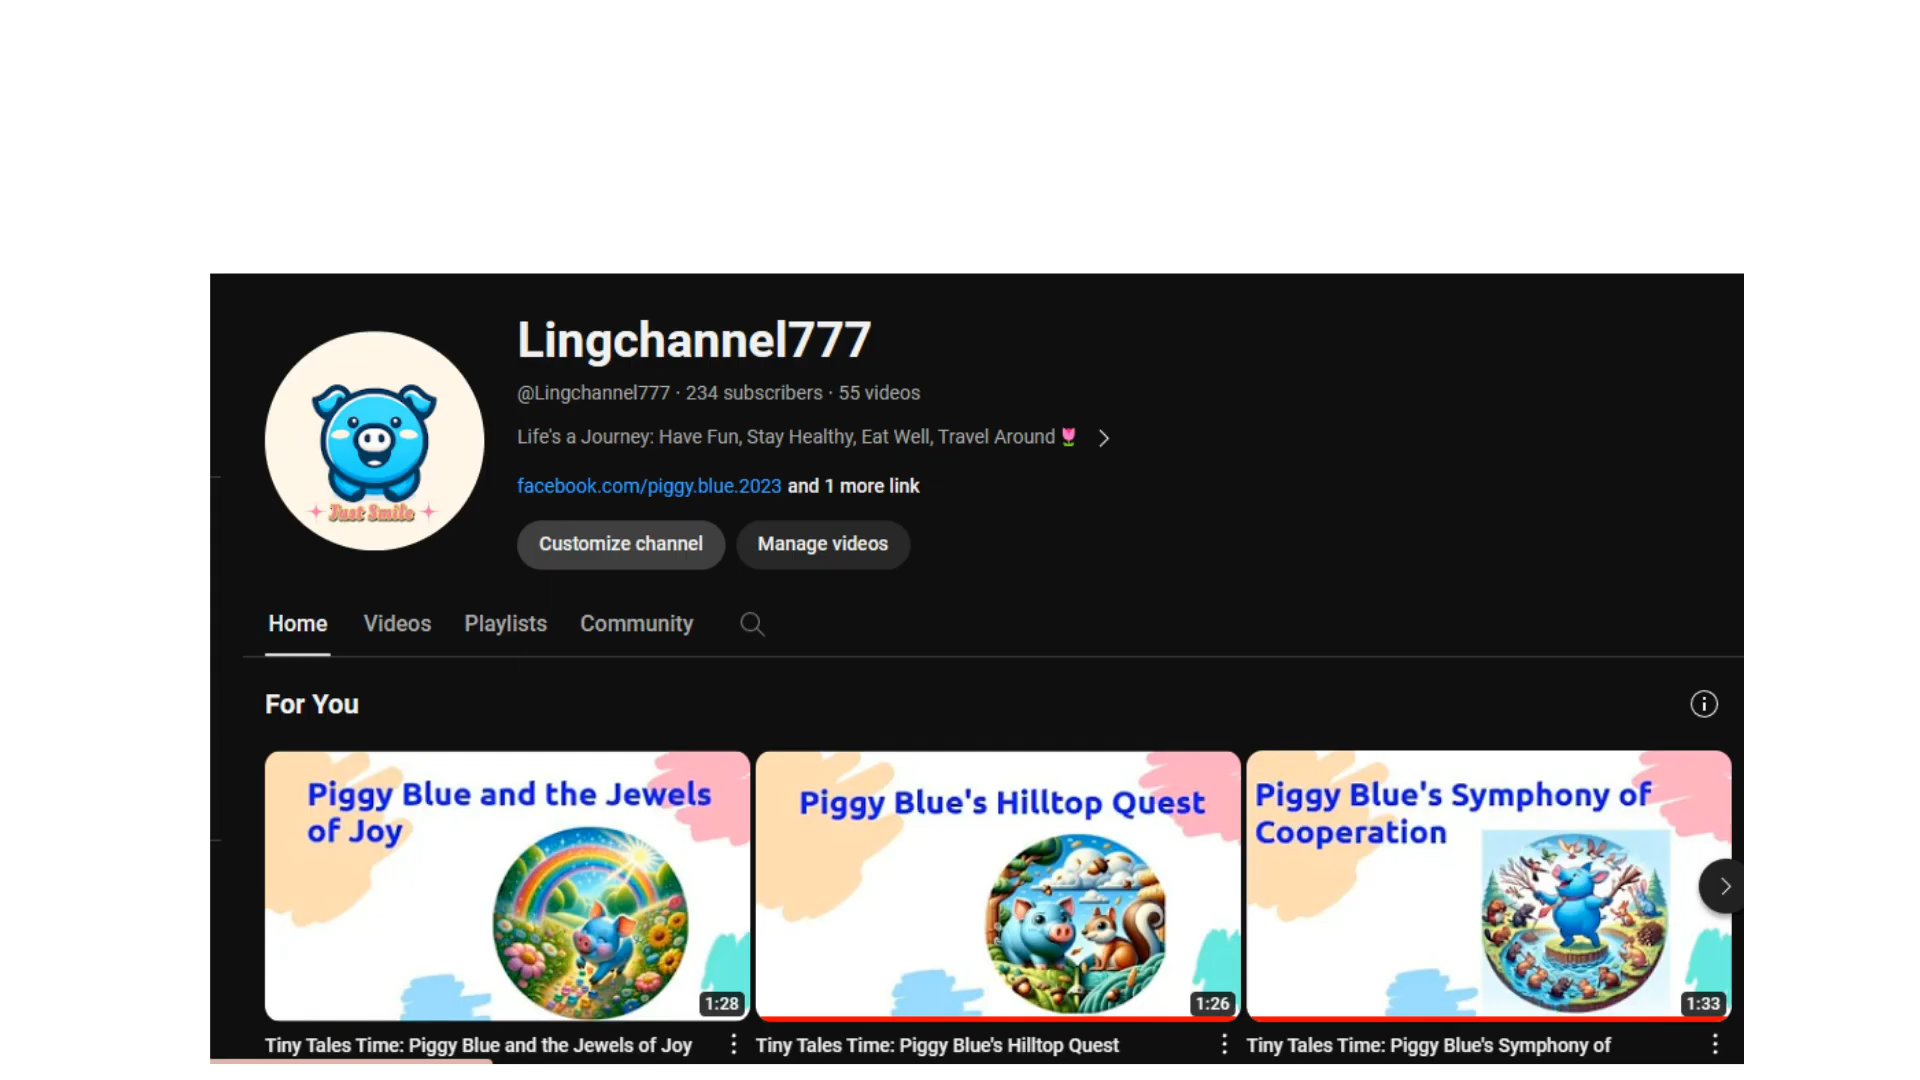 Lingchannel777
@Lingchannel777 · 234 subscribers · 55 videos
Life's a Journey: Have Fun, Stay Healthy, Eat Well, Travel Around🌷
facebook.com/piggy.blue.2023 and 1 more link
Just Smile
Customize channel
Manage videos
Home
Videos
Playlists
Community
For You
Piggy Blue and the Jewels
of Joy
1:28
Piggy Blue's Hilltop Quest
1:26
Piggy Blue's Symphony of
Cooperation
1:33
Tiny Tales Time: Piggy Blue and the Jewels of Joy
Tiny Tales Time: Piggy Blue's Hilltop Quest
Tiny Tales Time: Piggy Blue's Symphony of